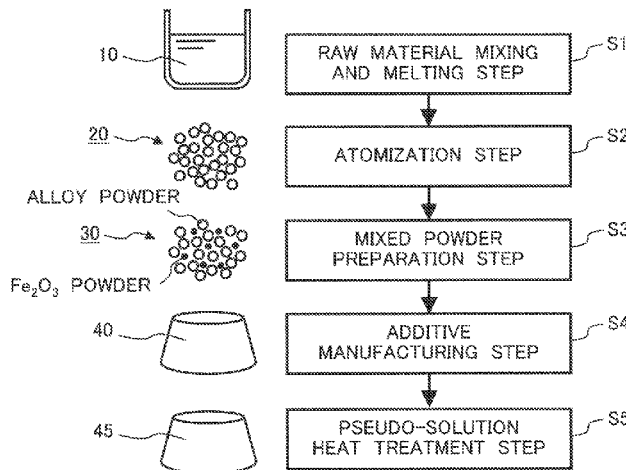 10
RAW MATERIAL MIXING
AND MELTING STEP
S1
20
ATOMIZATION STEP
S2
ALLOY POWDER
30
Fe₂O₃ POWDER
MIXED POWDER
PREPARATION STEP
S3
40
ADDITIVE
MANUFACTURING STEP
S4
45
PSEUDO-SOLUTION
HEAT TREATMENT STEP
S5